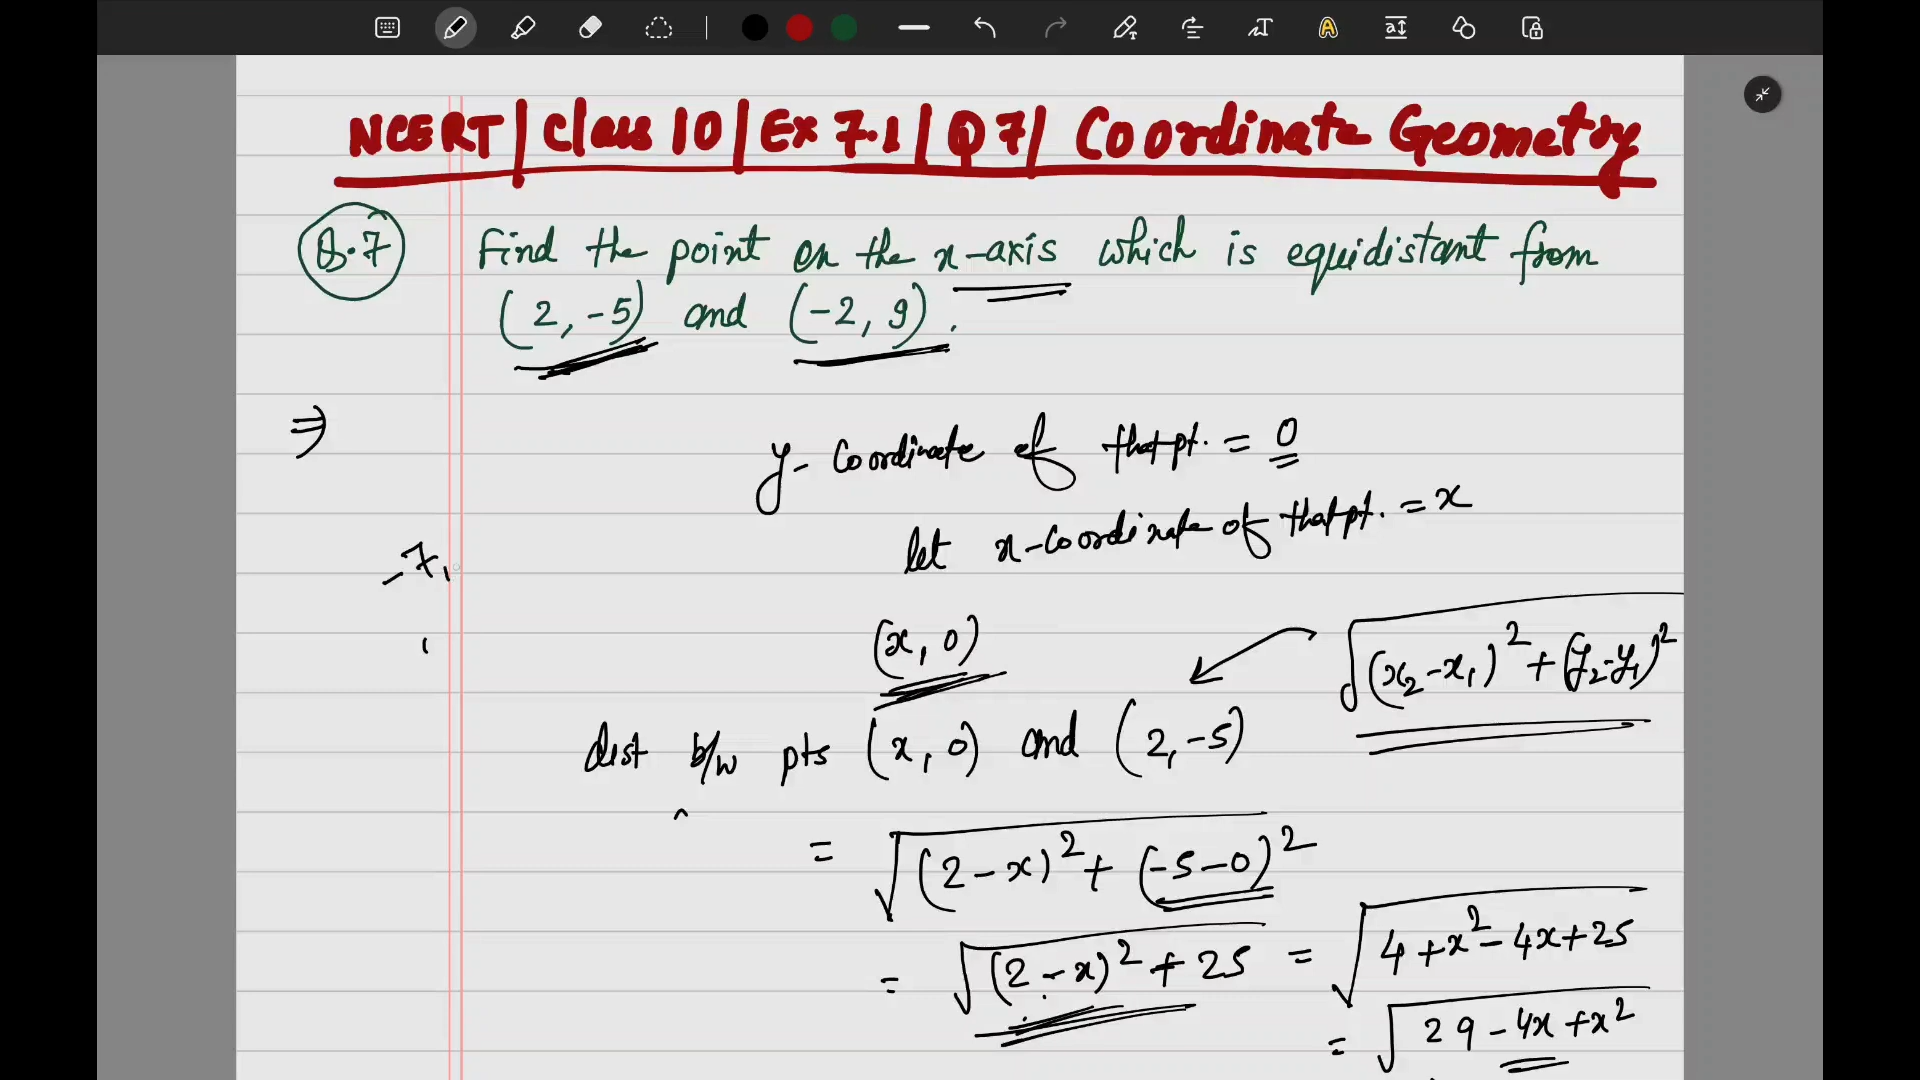 NCERT | Class 10 | Ex 7.1 | Q 7 | Coordinate Geometry
Q.7 Find the point on the x-axis which is equidistant from
(2, -5) and (-2, 9).
⇒
y- Coordinate of that pt. = 0
let x-coordinate of that pt. = x
-7,
(x, 0)
√(x₂-x₁)²+(y₂-y₁)²
dist b/w pts (x, 0) and (2, -5)
= √(2-x)²+(-5-0)²
= √(2-x)²+25 = √4+x²-4x+25
= √29-4x+x²